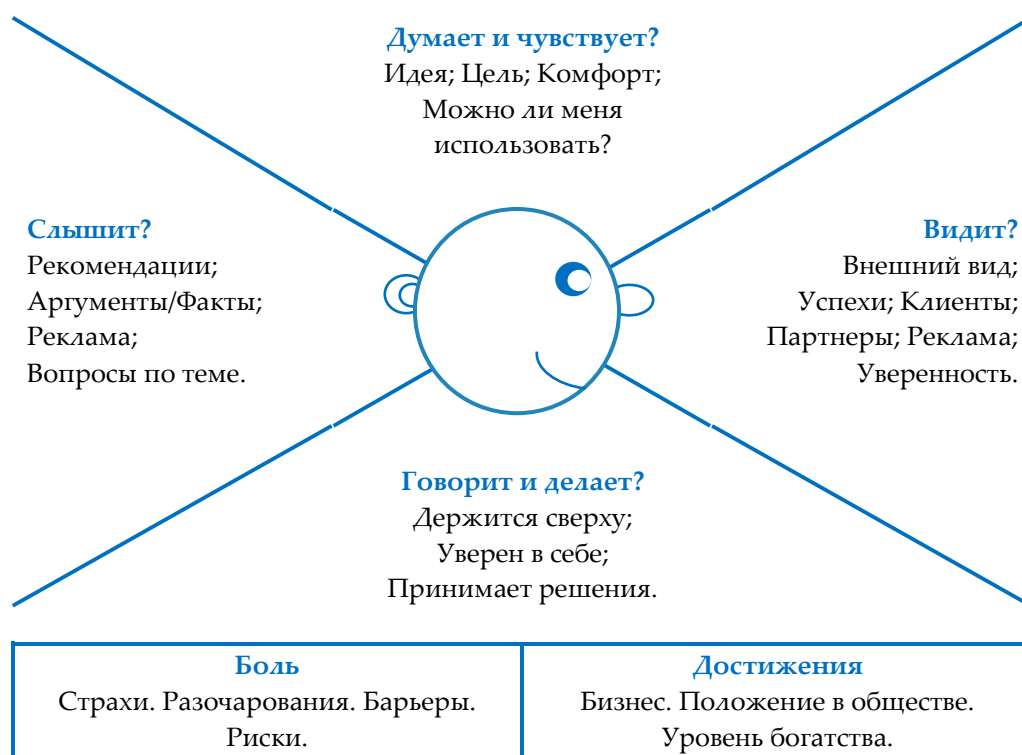 Думает и чувствует?
Идея; Цель; Комфорт;
Можно ли меня
использовать?
Слышит?
Рекомендации;
Аргументы/Факты;
Реклама;
Вопросы по теме.
Видит?
Внешний вид;
Успехи; Клиенты;
Партнеры; Реклама;
Уверенность.
Говорит и делает?
Держится сверху;
Уверен в себе;
Принимает решения.
Боль
Страхи. Разочарования. Барьеры.
Риски.
Достижения
Бизнес. Положение в обществе.
Уровень богатства.